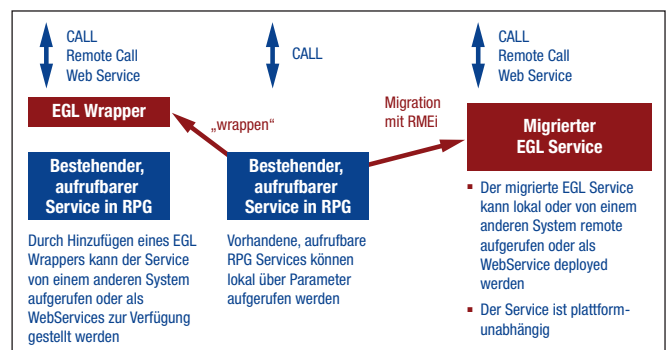 CALL
Remote Call
Web Service
EGL Wrapper
Bestehender,
aufrufbarer
Service in RPG
Durch Hinzufügen eines EGL
Wrappers kann der Service
von einem anderen System
aufgerufen oder als
WebServices zur Verfügung
gestellt werden
CALL
„wrappen“
Bestehender,
aufrufbarer
Service in RPG
Vorhandene, aufrufbare
RPG Services können
lokal über Parameter
aufgerufen werden
CALL
Remote Call
Web Service
Migration
mit RMEi
Migrierter
EGL Service
▪ Der migrierte EGL Service
kann lokal oder von einem
anderen System remote
aufgerufen oder als
WebService deployed
werden
▪ Der Service ist plattform-
unabhängig